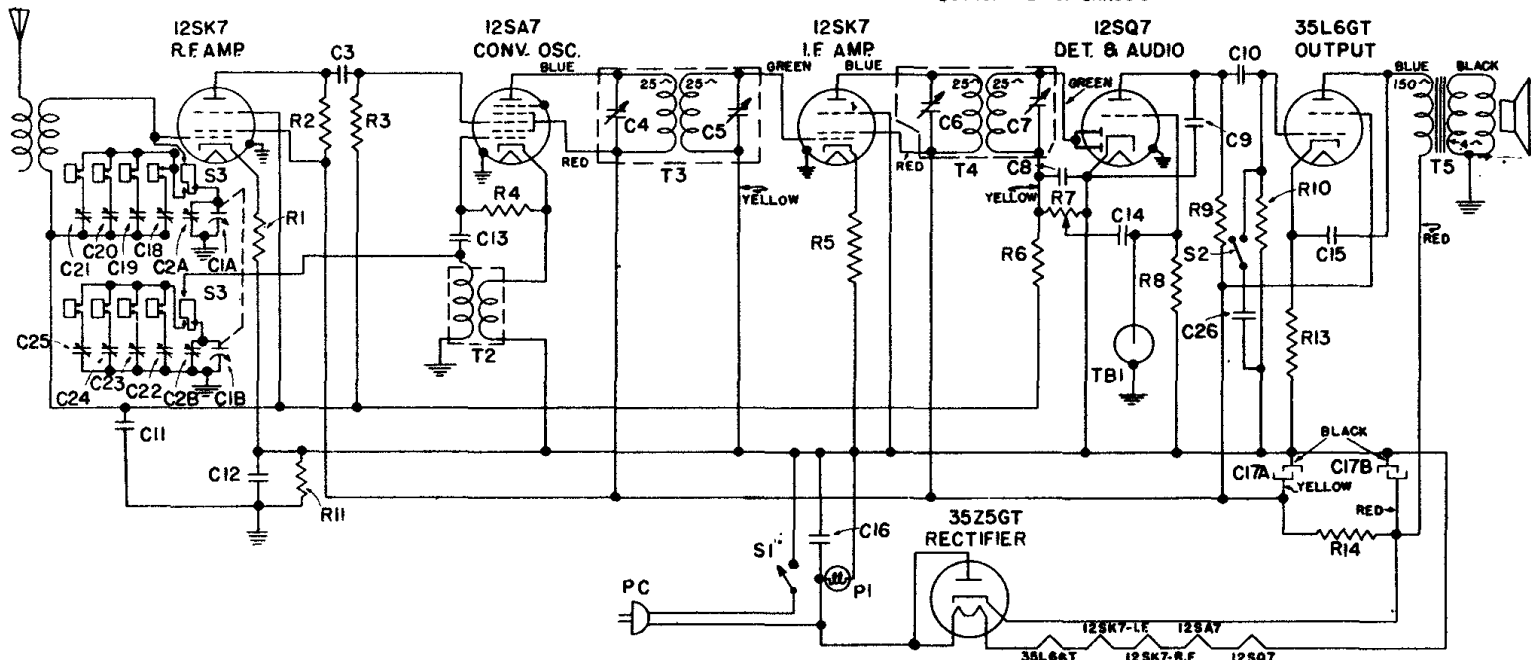 12SK7
R.F. AMP.
12SA7
CONV. OSC.
12SK7
I.F. AMP.
12SQ7
DET. & AUDIO
35L6GT
OUTPUT
C3
BLUE
25~
25~
GREEN
BLUE
25~
25~
GREEN
C10
BLUE
150~
BLACK
R2
R3
C4
C5
C6
C7
C9
4~
T5
RED
T3
RED
T4
C8
S3
R4
YELLOW
YELLOW
R7
C14
R9
R10
R1
C13
R5
R6
R8
S2
C15
RED
C21
C20
C19
C18
C2A
C1A
S3
C26
R13
C25
T2
TB1
C24
C23
C22
C2B
C1B
C11
BLACK
C12
R11
C17A
C17B
YELLOW
RED
C16
35Z5GT
RECTIFIER
R14
S1
P1
PC
12SK7-I.F.
12SA7
35L6GT
12SK7-R.F.
12SQ7